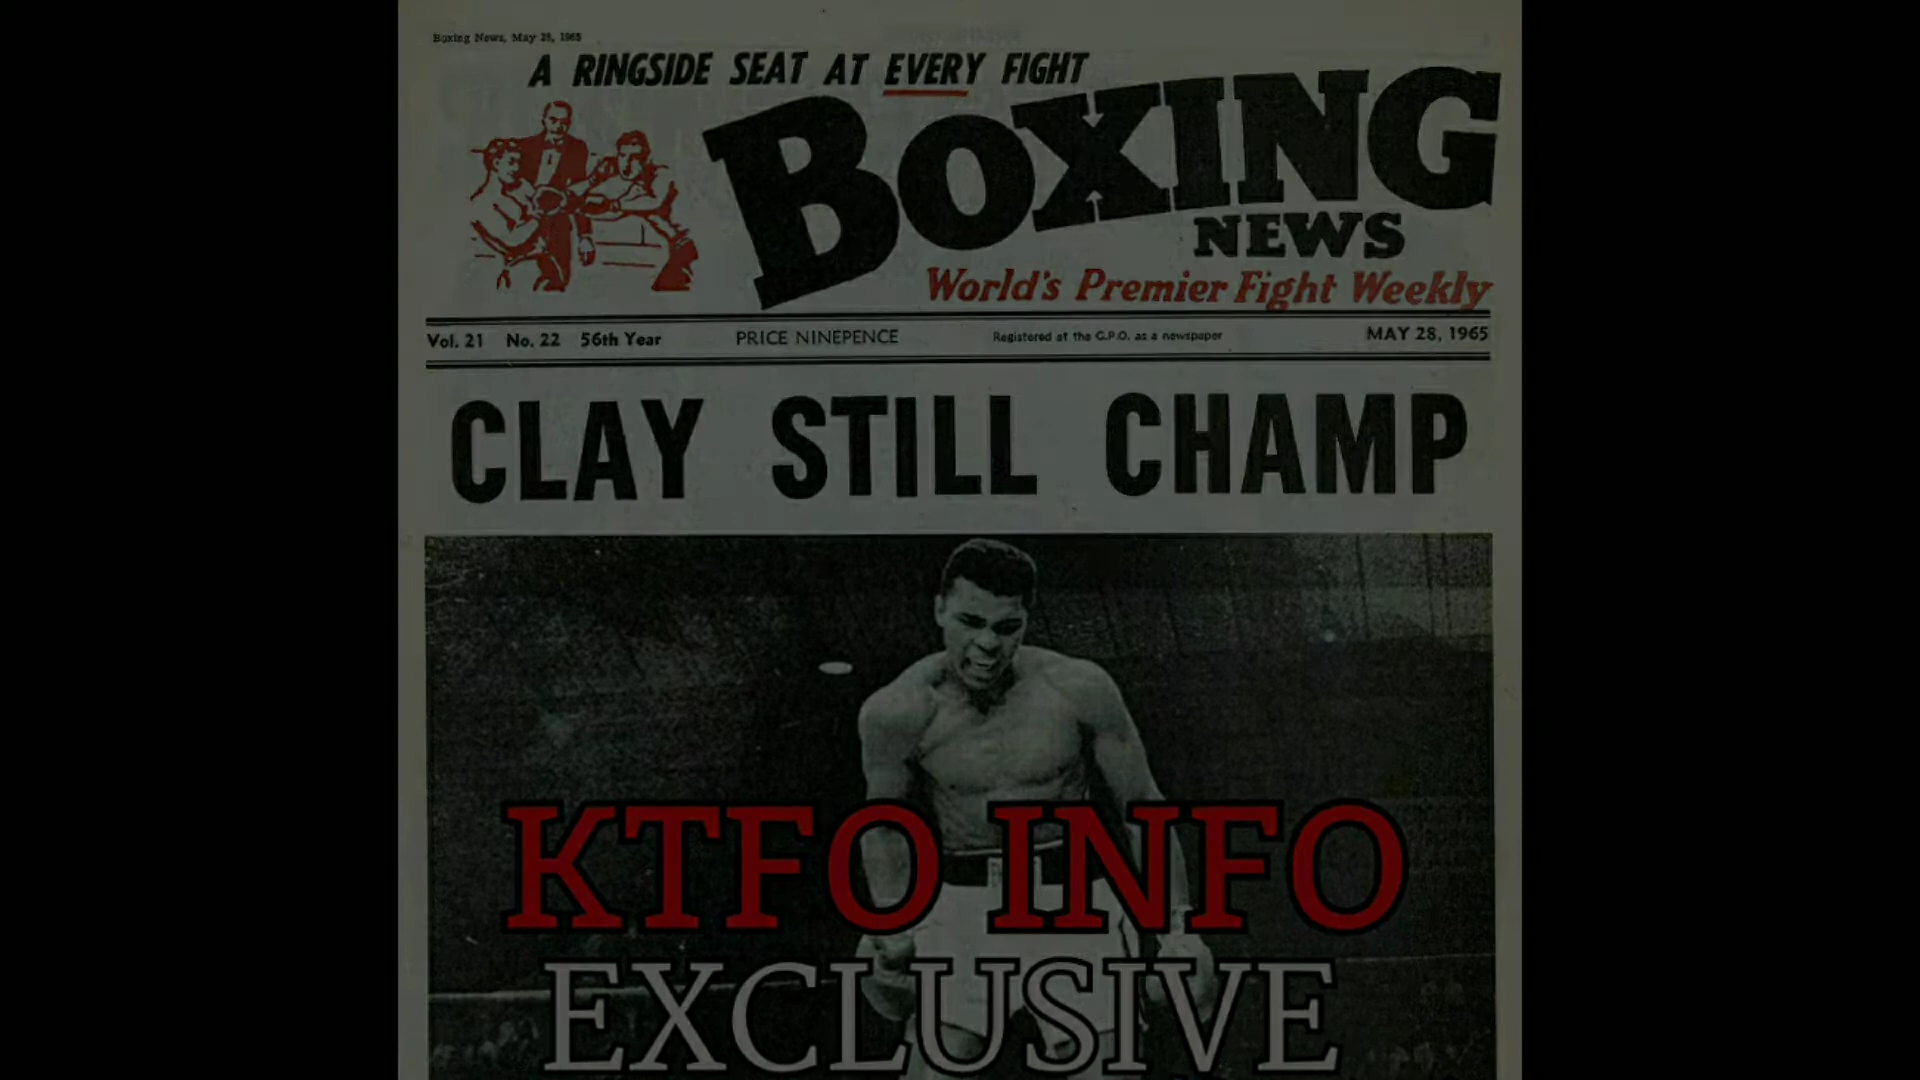 Boxing News, May 28, 1965
A RINGSIDE SEAT AT EVERY FIGHT
BOXING
NEWS
World's Premier Fight Weekly
Vol. 21 No. 22 56th Year PRICE NINEPENCE Registered at the G.P.O. as a newspaper MAY 28, 1965
CLAY STILL CHAMP
KTFO INFO
EXCLUSIVE